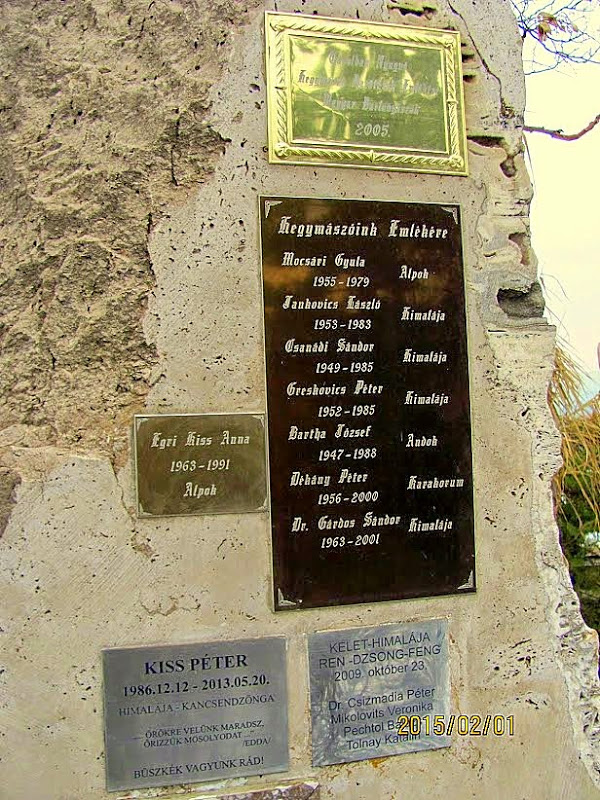 Magyar
2005.
Hegymászóink Emlékére
Mocsári Gyula
1955 - 1979
Alpok
Jankovics László
1953 - 1983
Himalája
Csanádi Sándor
1949 - 1985
Himalája
Greskovics Péter
1952 - 1985
Himalája
Bartha József
1947 - 1988
Andok
Dékány Péter
1956 - 2000
Karakorum
Dr. Gárdos Sándor
1963 - 2001
Himalája
Egri Kiss Anna
1963 - 1991
Alpok
KISS PÉTER
1986.12.12 - 2013.05.20.
HIMALÁJA - KANCSENDZÖNGA
"... ÖRÖKRE VELÜNK MARADSZ,
ŐRIZZÜK MOSOLYODAT ..." /EDDA/
BÜSZKÉK VAGYUNK RÁD!
KELET-HIMALÁJA
REN -DZSONG-FENG
2009. október 23.
Dr. Csizmadia Péter
Mikolovits Veronika
Pechtol
Tolnay Katalin
2015/02/01